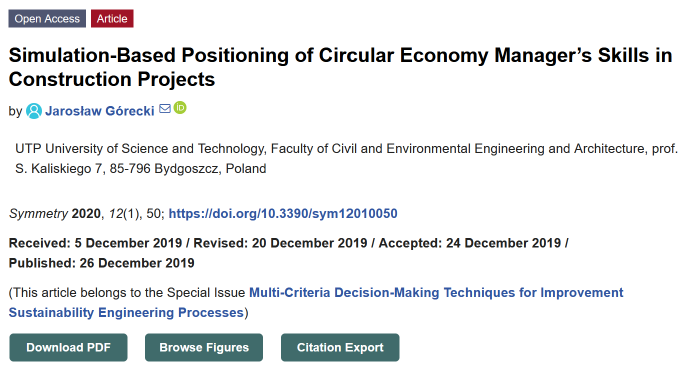 Open Access Article
Simulation-Based Positioning of Circular Economy Manager’s Skills in
Construction Projects
by Jarosław Górecki iD
UTP University of Science and Technology, Faculty of Civil and Environmental Engineering and Architecture, prof.
S. Kaliskiego 7, 85-796 Bydgoszcz, Poland
Symmetry 2020, 12(1), 50; https://doi.org/10.3390/sym12010050
Received: 5 December 2019 / Revised: 20 December 2019 / Accepted: 24 December 2019 /
Published: 26 December 2019
(This article belongs to the Special Issue Multi-Criteria Decision-Making Techniques for Improvement
Sustainability Engineering Processes)
Download PDF Browse Figures Citation Export